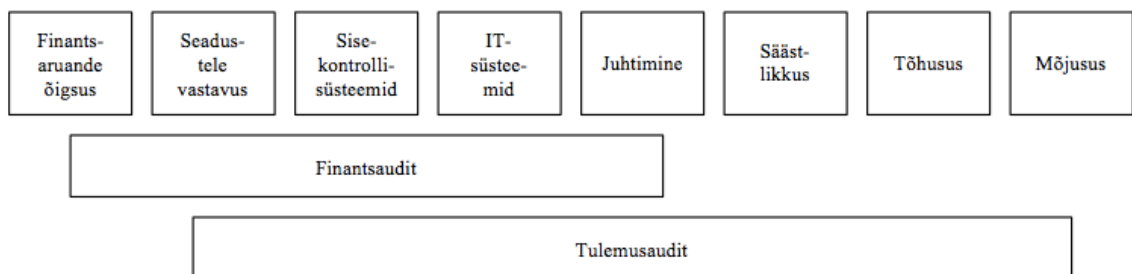 Finants-
aruande
õigsus
Seadus-
tele
vastavus
Sise-
kontrolli-
süsteemid
IT-
süstee-
mid
Juhtimine
Sääst-
likkus
Tõhusus
Mõjusus
Finantsaudit
Tulemusaudit